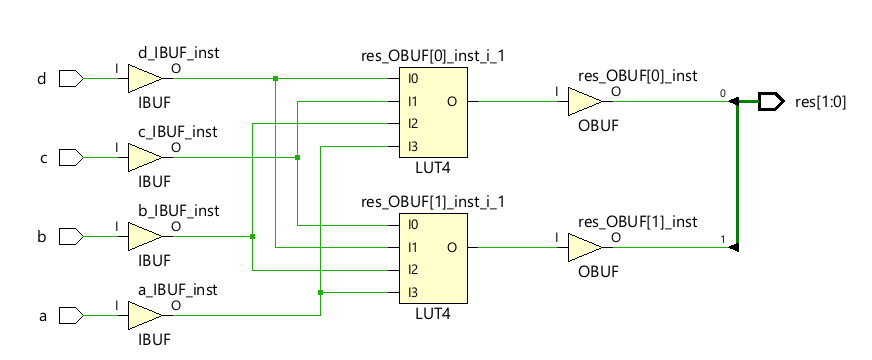 d_IBUF_inst
d
I
O
IBUF
c_IBUF_inst
c
I
O
IBUF
b_IBUF_inst
b
I
O
IBUF
a_IBUF_inst
a
I
O
IBUF
res_OBUF[0]_inst_i_1
I0
I1
I2
I3
O
LUT4
res_OBUF[1]_inst_i_1
I0
I1
I2
I3
O
LUT4
res_OBUF[0]_inst
I
O
OBUF
res_OBUF[1]_inst
I
O
OBUF
0
1
res[1:0]